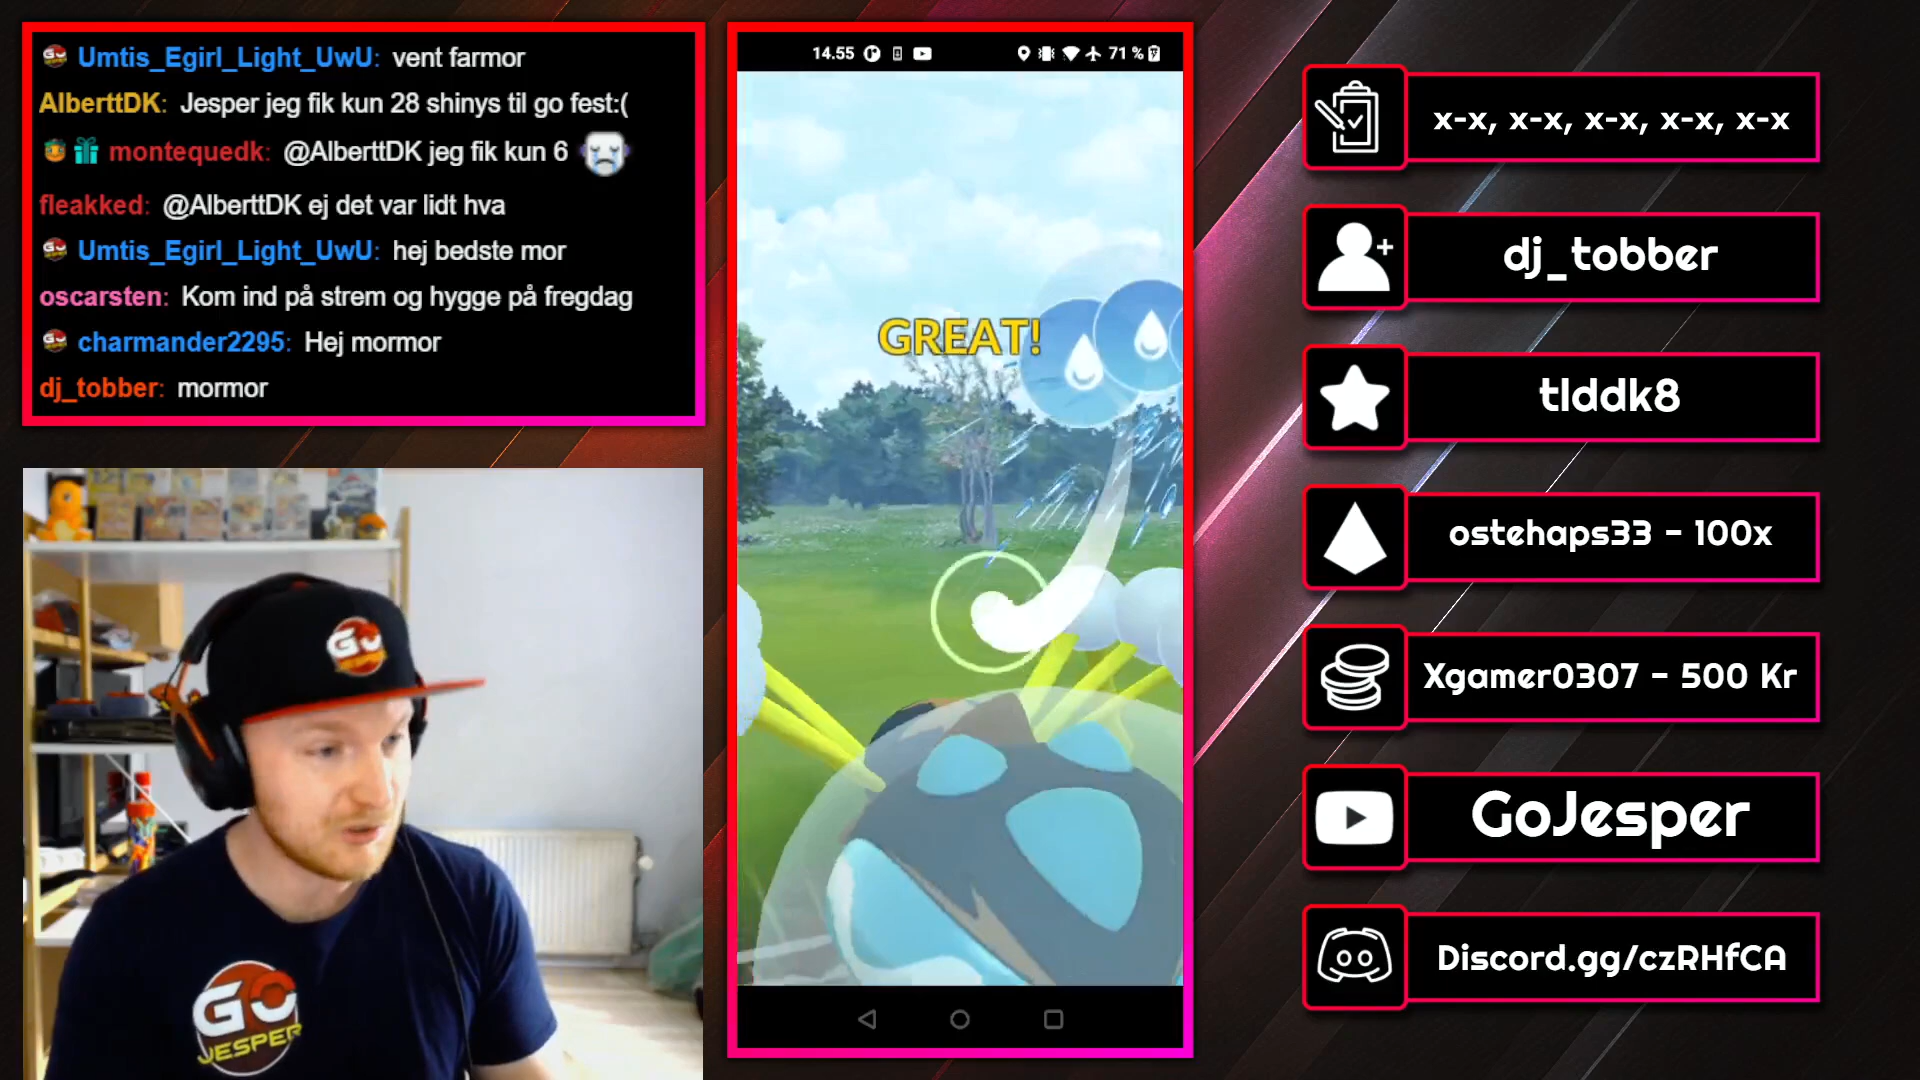 Umtis_Egirl_Light_UwU: vent farmor
AlberttDK: Jesper jeg fik kun 28 shinys til go fest:(
montequedk: @AlberttDK jeg fik kun 6
fleakked: @AlberttDK ej det var lidt hva
Umtis_Egirl_Light_UwU: hej bedste mor
oscarsten: Kom ind på strem og hygge på fregdag
charmander2295: Hej mormor
dj_tobber: mormor
14.55
71 %
GREAT!
x-x, x-x, x-x, x-x, x-x
dj_tobber
tlddk8
ostehaps33 - 100x
Xgamer0307 - 500 Kr
GoJesper
Discord.gg/czRHfCA
GO
JESPER
GO
JESPER